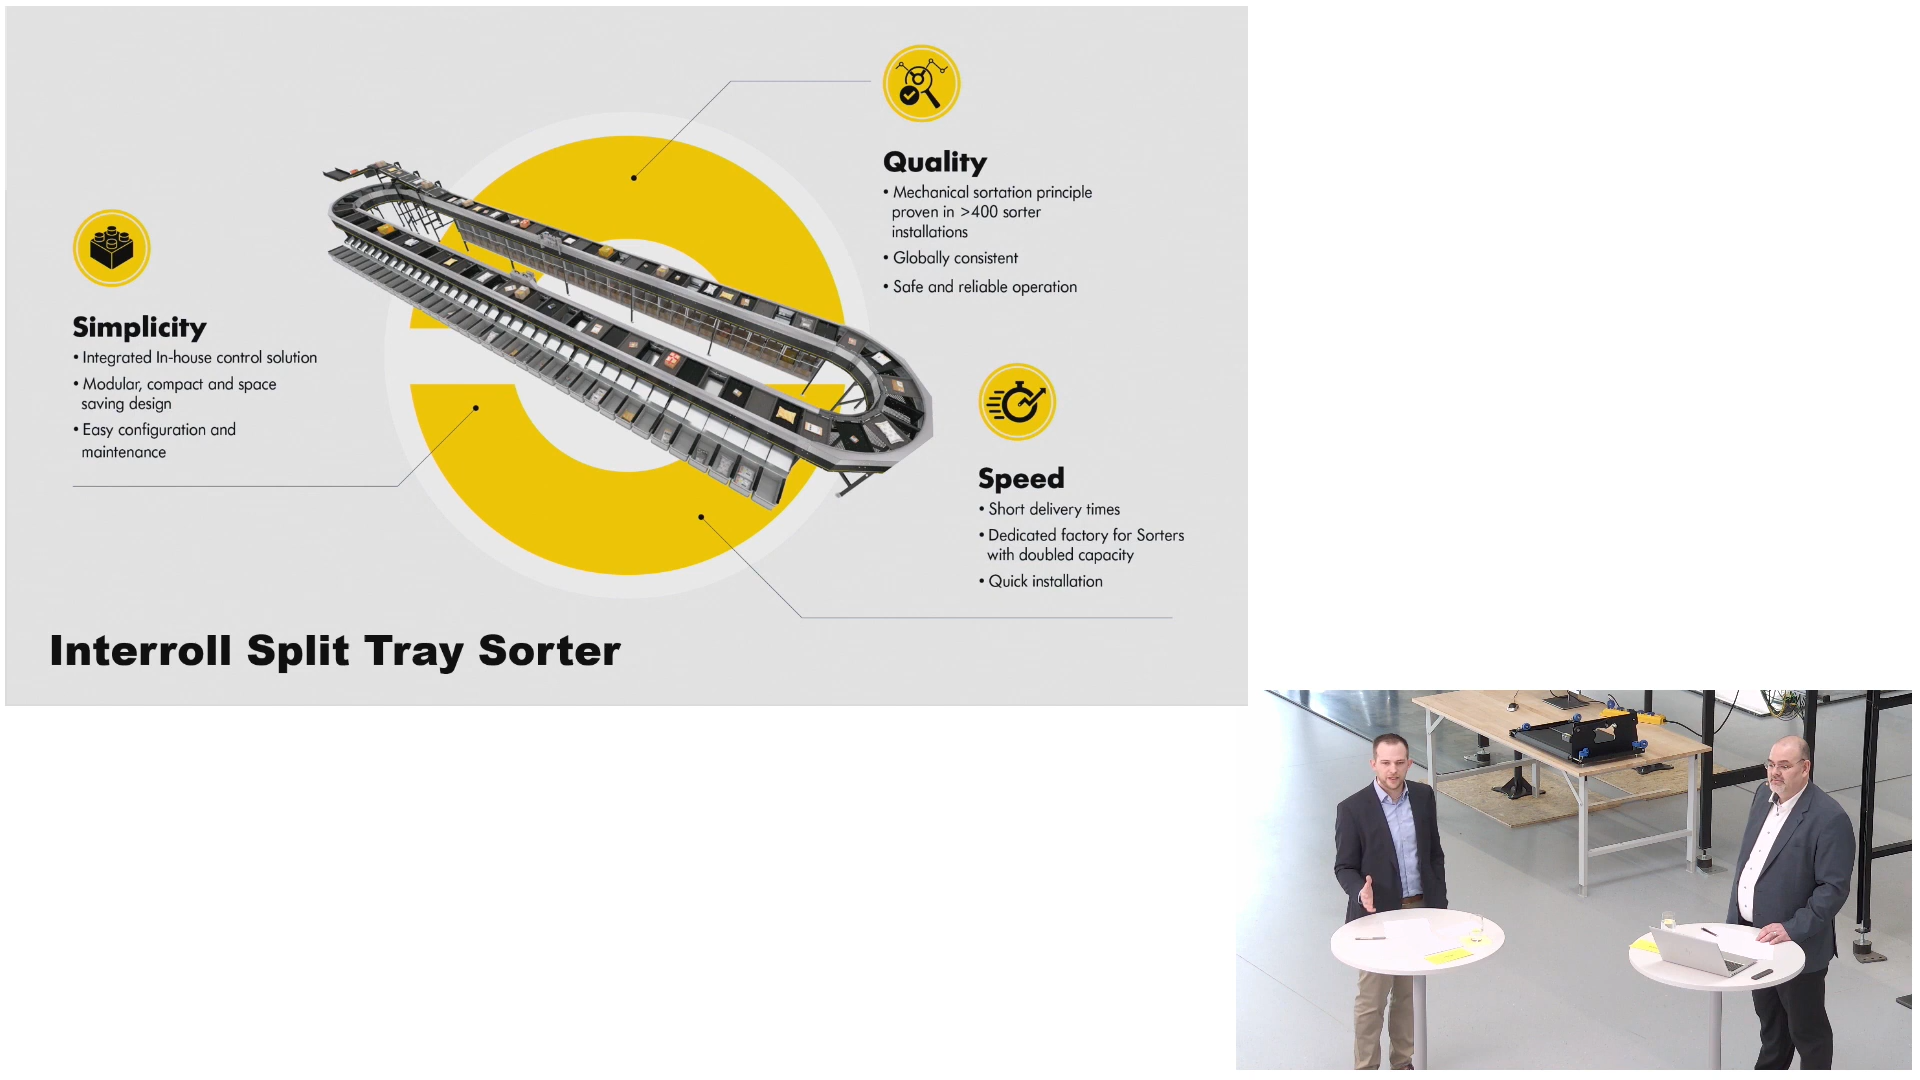 Quality
• Mechanical sortation principle
proven in >400 sorter
installations
• Globally consistent
• Safe and reliable operation
Simplicity
• Integrated In-house control solution
• Modular, compact and space
saving design
• Easy configuration and
maintenance
Speed
• Short delivery times
• Dedicated factory for Sorters
with doubled capacity
• Quick installation
Interroll Split Tray Sorter